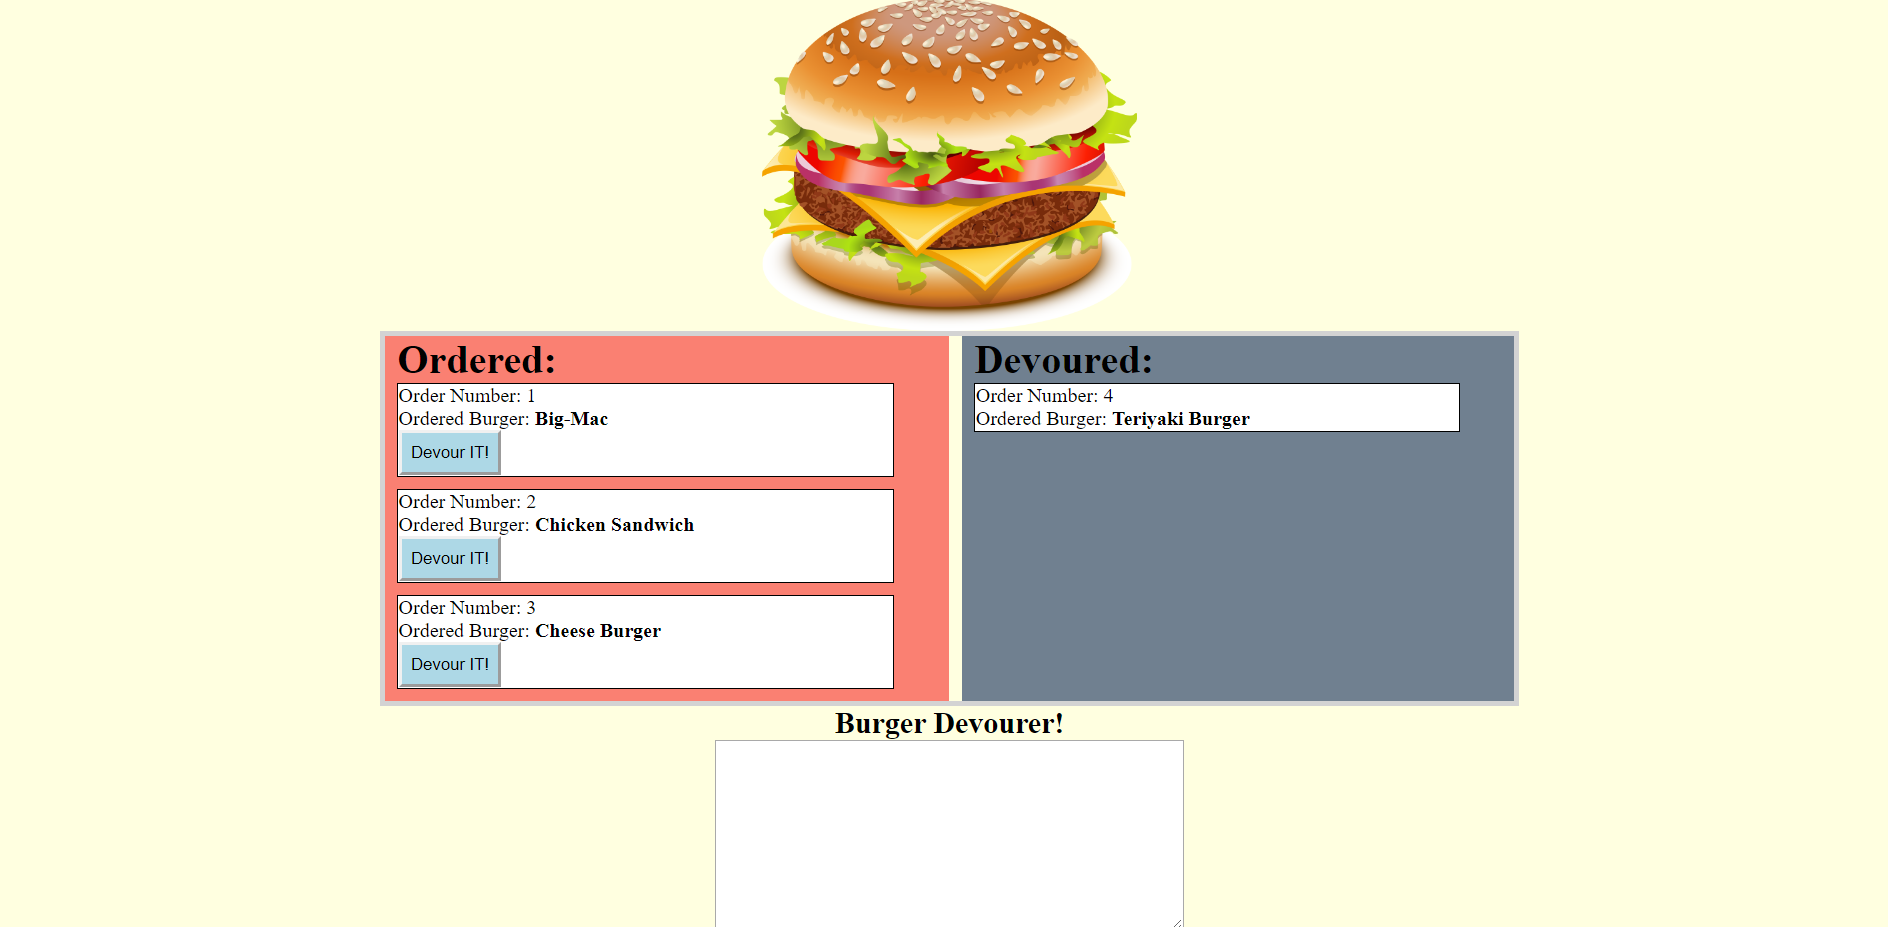 Ordered:
Order Number: 1
Ordered Burger: Big-Mac
Devour IT!
Order Number: 2
Ordered Burger: Chicken Sandwich
Devour IT!
Order Number: 3
Ordered Burger: Cheese Burger
Devour IT!
Devoured:
Order Number: 4
Ordered Burger: Teriyaki Burger
Burger Devourer!